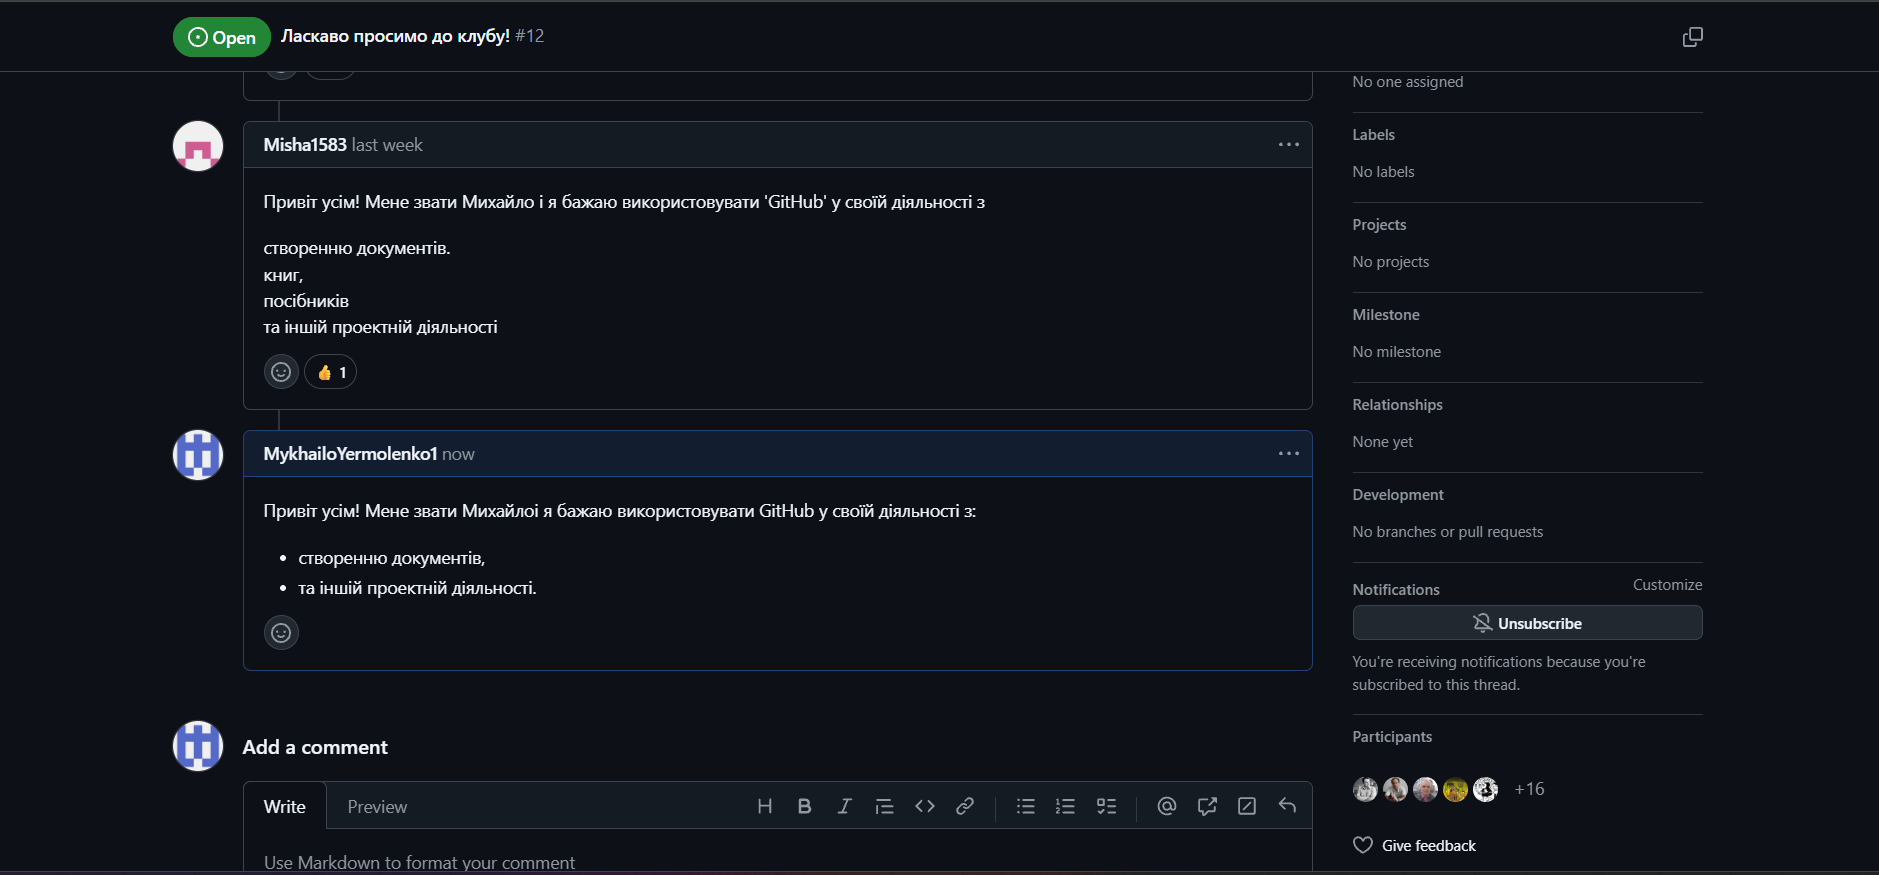 Open Ласкаво просимо до клубу! #12
No one assigned
Misha1583 last week
Привіт усім! Мене звати Михайло і я бажаю використовувати 'GitHub' у своїй діяльності з
створенню документів.
книг,
посібників
та іншій проектній діяльності
👍 1
MykhailoYermolenko1 now
Привіт усім! Мене звати Михайлоі я бажаю використовувати GitHub у своїй діяльності з:
• створенню документів,
• та іншій проектній діяльності.
Add a comment
Write Preview
Use Markdown to format your comment
Labels
No labels
Projects
No projects
Milestone
No milestone
Relationships
None yet
Development
No branches or pull requests
Notifications Customize
Unsubscribe
You're receiving notifications because you're
subscribed to this thread.
Participants
+16
Give feedback